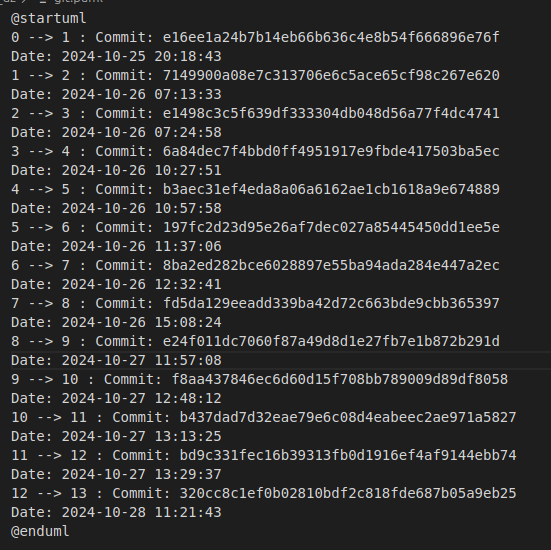 @startuml
0 --> 1 : Commit: e16ee1a24b7b14eb66b636c4e8b54f666896e76f
Date: 2024-10-25 20:18:43
1 --> 2 : Commit: 7149900a08e7c313706e6c5ace65cf98c267e620
Date: 2024-10-26 07:13:33
2 --> 3 : Commit: e1498c3c5f639df333304db048d56a77f4dc4741
Date: 2024-10-26 07:24:58
3 --> 4 : Commit: 6a84dec7f4bbd0ff4951917e9fbde417503ba5ec
Date: 2024-10-26 10:27:51
4 --> 5 : Commit: b3aec31ef4eda8a06a6162ae1cb1618a9e674889
Date: 2024-10-26 10:57:58
5 --> 6 : Commit: 197fc2d23d95e26af7dec027a85445450dd1ee5e
Date: 2024-10-26 11:37:06
6 --> 7 : Commit: 8ba2ed282bce6028897e55ba94ada284e447a2ec
Date: 2024-10-26 12:32:41
7 --> 8 : Commit: fd5da129eeadd339ba42d72c663bde9cbb365397
Date: 2024-10-26 15:08:24
8 --> 9 : Commit: e24f011dc7060f87a49d8d1e27fb7e1b872b291d
Date: 2024-10-27 11:57:08
9 --> 10 : Commit: f8aa437846ec6d60d15f708bb789009d89df8058
Date: 2024-10-27 12:48:12
10 --> 11 : Commit: b437dad7d32eae79e6c08d4eabeec2ae971a5827
Date: 2024-10-27 13:13:25
11 --> 12 : Commit: bd9c331fec16b39313fb0d1916ef4af9144ebb74
Date: 2024-10-27 13:29:37
12 --> 13 : Commit: 320cc8c1ef0b02810bdf2c818fde687b05a9eb25
Date: 2024-10-28 11:21:43
@enduml